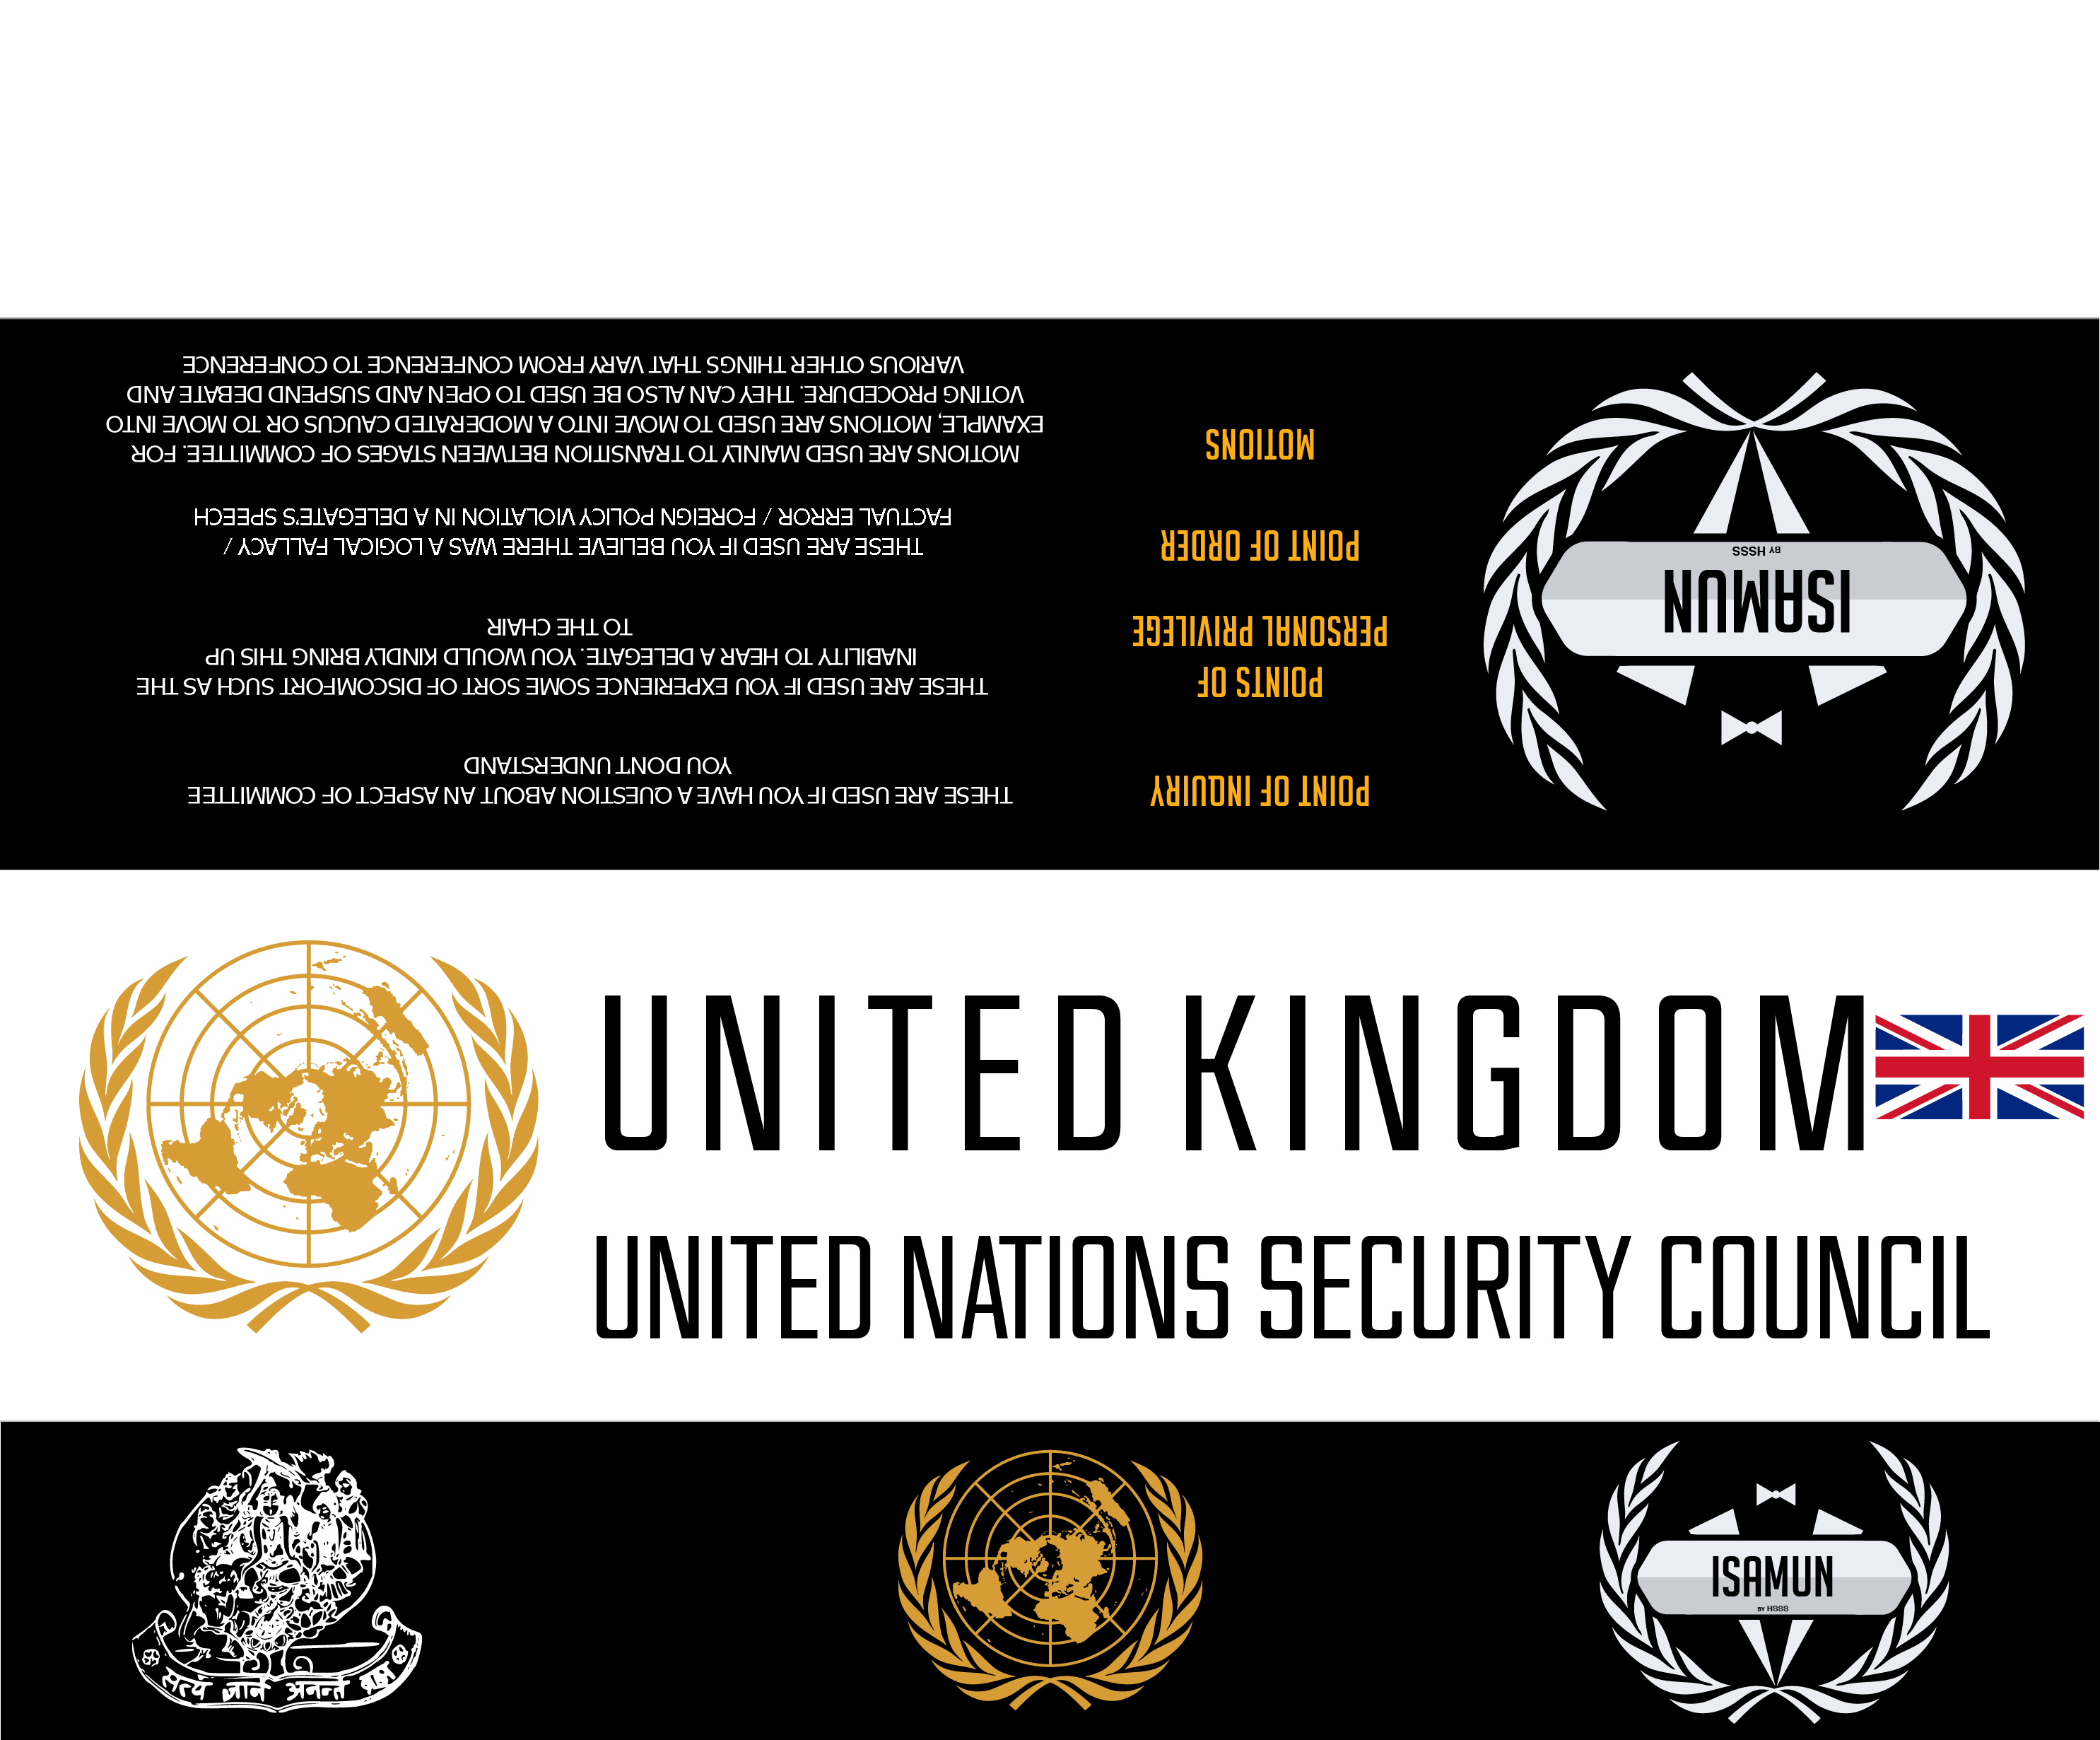 ISAMUN
BY HSSS
POINT OF INQUIRY
THESE ARE USED IF YOU HAVE A QUESTION ABOUT AN ASPECT OF COMMITTEE
YOU DON'T UNDERSTAND
POINTS OF
PERSONAL PRIVILEGE
THESE ARE USED IF YOU EXPERIENCE SOME SORT OF DISCOMFORT SUCH AS THE
INABILITY TO HEAR A DELEGATE. YOU WOULD KINDLY BRING THIS UP
TO THE CHAIR
POINT OF ORDER
THESE ARE USED IF YOU BELIEVE THERE WAS A LOGICAL FALLACY /
FACTUAL ERROR / FOREIGN POLICY VIOLATION IN A DELEGATE'S SPEECH
MOTIONS
MOTIONS ARE USED MAINLY TO TRANSITION BETWEEN STAGES OF COMMITTEE. FOR
EXAMPLE, MOTIONS ARE USED TO MOVE INTO A MODERATED CAUCUS OR TO MOVE INTO
VOTING PROCEDURE. THEY CAN ALSO BE USED TO OPEN AND SUSPEND DEBATE AND
VARIOUS OTHER THINGS THAT VARY FROM CONFERENCE TO CONFERENCE
UNITED KINGDOM
UNITED NATIONS SECURITY COUNCIL
सत्यं ज्ञानं अनन्तं ब्रह्म
ISAMUN
BY HSSS